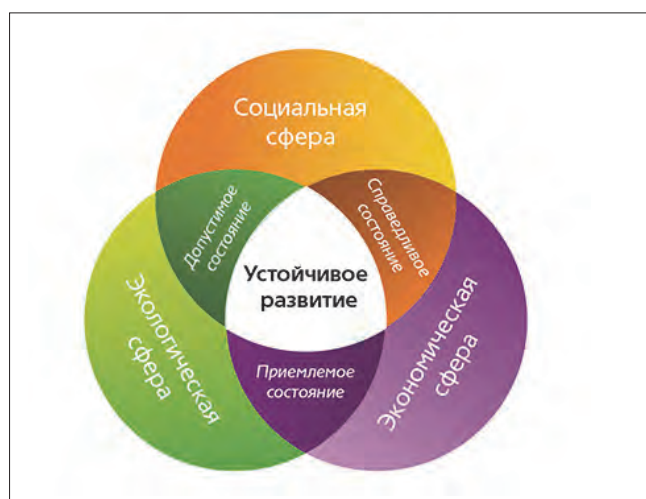 Социальная
сфера
Допустимое
состояние
Справедливое
состояние
Устойчивое
развитие
Экологическая
сфера
Приемлемое
состояние
Экономическая
сфера